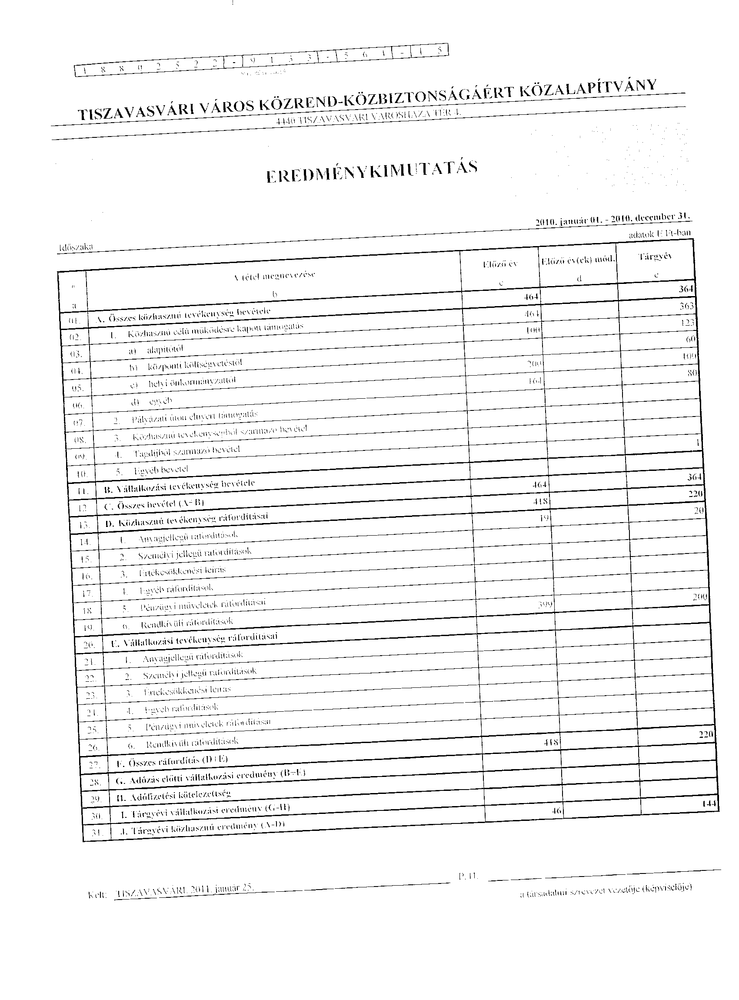 1 8 8 0 2 5 2 2 - 9 1 3 3 - 5 6 1 - 1 5
TISZAVASVÁRI VÁROS KÖZREND-KÖZBIZTONSÁGÁÉRT KÖZALAPÍTVÁNY
4440 TISZAVASVÁRI VÁROSHÁZA TÉR 4.
EREDMÉNYKIMUTATÁS
Időszaka 2010. január 01. - 2010. december 31.
adatok E Ft-ban
A tétel megnevezése Előző év Előző év(ek) mód. Tárgyév
a b c d e
01. A. Összes közhasznú tevékenység bevétele 464 364
02. 1. Közhasznú célú működésre kapott támogatás 464 363
03. a) alapítótól 100 123
04. b) központi költségvetéstől 60
05. c) helyi önkormányzattól 200 100
06. d) egyéb 164 80
07. 2. Pályázati úton elnyert támogatás
08. 3. Közhasznú tevékenységből származó bevétel
09. 4. Tagdíjból származó bevétel
10. 5. Egyéb bevétel 1
11. B. Vállalkozási tevékenység bevétele
12. C. Összes bevétel (A+B) 464 364
13. D. Közhasznú tevékenység ráfordításai 418 220
14. 1. Anyagjellegű ráfordítások 19 20
15. 2. Személyi jellegű ráfordítások
16. 3. Értékcsökkenési leírás
17. 4. Egyéb ráfordítások
18. 5. Pénzügyi műveletek ráfordításai
19. 6. Rendkívüli ráfordítások 399 200
20. E. Vállalkozási tevékenység ráfordításai
21. 1. Anyagjellegű ráfordítások
22. 2. Személyi jellegű ráfordítások
23. 3. Értékcsökkenési leírás
24. 4. Egyéb ráfordítások
25. 5. Pénzügyi műveletek ráfordításai
26. 6. Rendkívüli ráfordítások
27. F. Összes ráfordítás (D+E) 418 220
28. G. Adózás előtti vállalkozási eredmény (B-E)
29. H. Adófizetési kötelezettség
30. I. Tárgyévi vállalkozási eredmény (G-H)
31. J. Tárgyévi közhasznú eredmény (A-D) 46 144
Kelt: TISZAVASVÁRI, 2011. január 25. P.H.
a társadalmi szrevezet vezetője (képviselője)